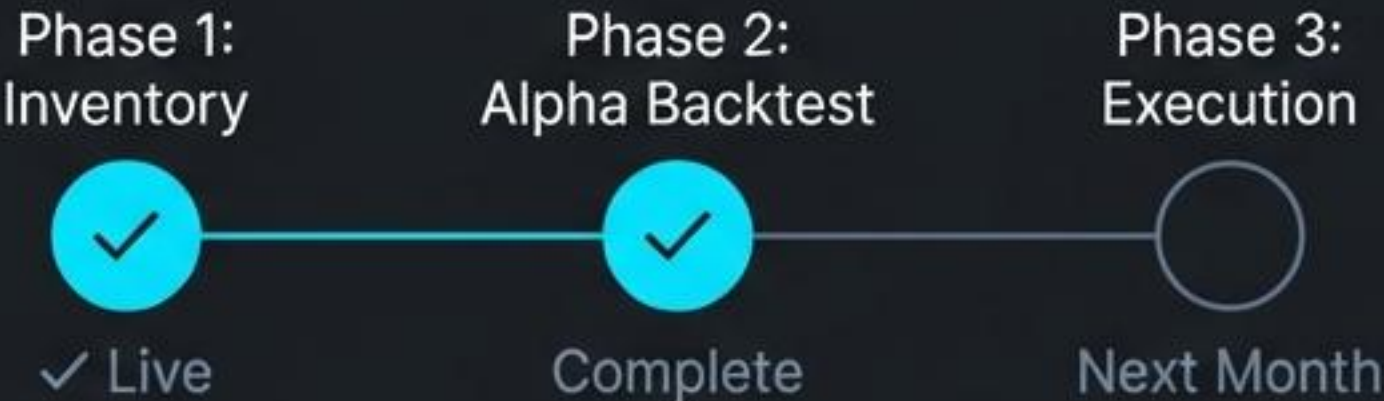 Phase 1:
Inventory
Phase 2:
Alpha Backtest
Phase 3:
Execution
✓ Live
Complete
Next Month